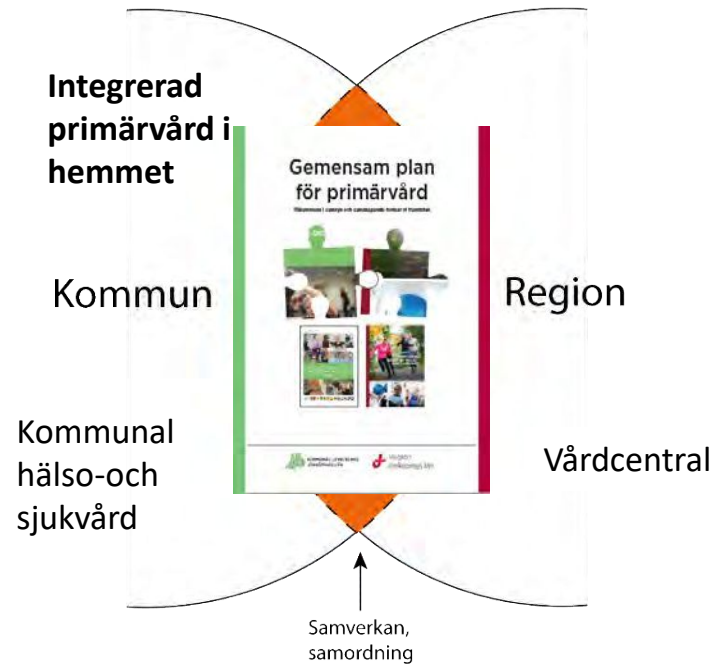 Integrerad
primärvård i
hemmet
Gemensam plan
för primärvård
Kommun
Region
Kommunal
hälso-och
sjukvård
Vårdcentral
Samverkan,
samordning